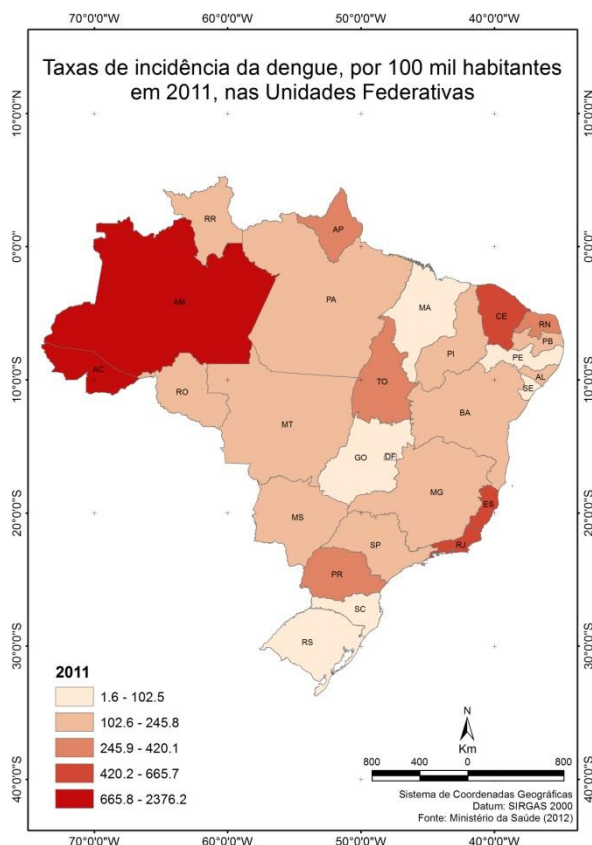 70°0'0"W 60°0'0"W 50°0'0"W 40°0'0"W
Taxas de incidência da dengue, por 100 mil habitantes
em 2011, nas Unidades Federativas
10°0'0"N 10°0'0"N
RR AP
0°0'0" 0°0'0"
AM PA MA CE RN
PB
PI PE
AC TO AL
SE
10°0'0"S 10°0'0"S
RO BA
MT
GO DF
MG ES
20°0'0"S 20°0'0"S
MS SP RJ
PR
SC
RS
30°0'0"S 30°0'0"S
2011
1.6 - 102.5
102.6 - 245.8
245.9 - 420.1
420.2 - 665.7
665.8 - 2376.2
N
Km
800 400 0 800
Sistema de Coordenadas Geográficas
Datum: SIRGAS 2000
Fonte: Ministério da Saúde (2012)
40°0'0"S 40°0'0"S
70°0'0"W 60°0'0"W 50°0'0"W 40°0'0"W